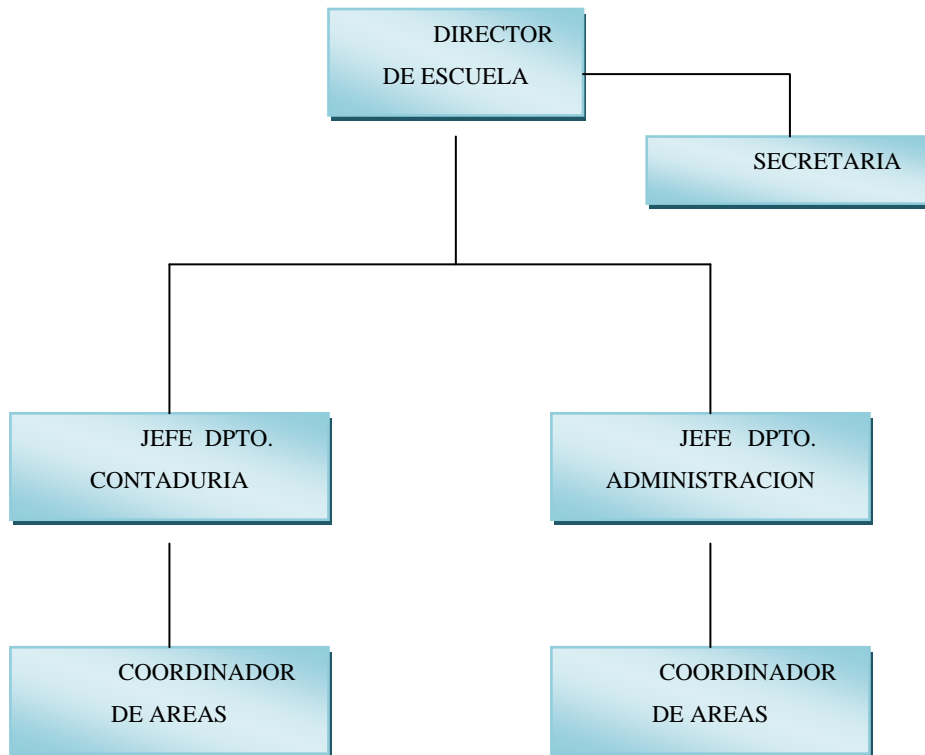 DIRECTOR
DE ESCUELA
SECRETARIA
JEFE DPTO.
CONTADURIA
JEFE DPTO.
ADMINISTRACION
COORDINADOR
DE AREAS
COORDINADOR
DE AREAS